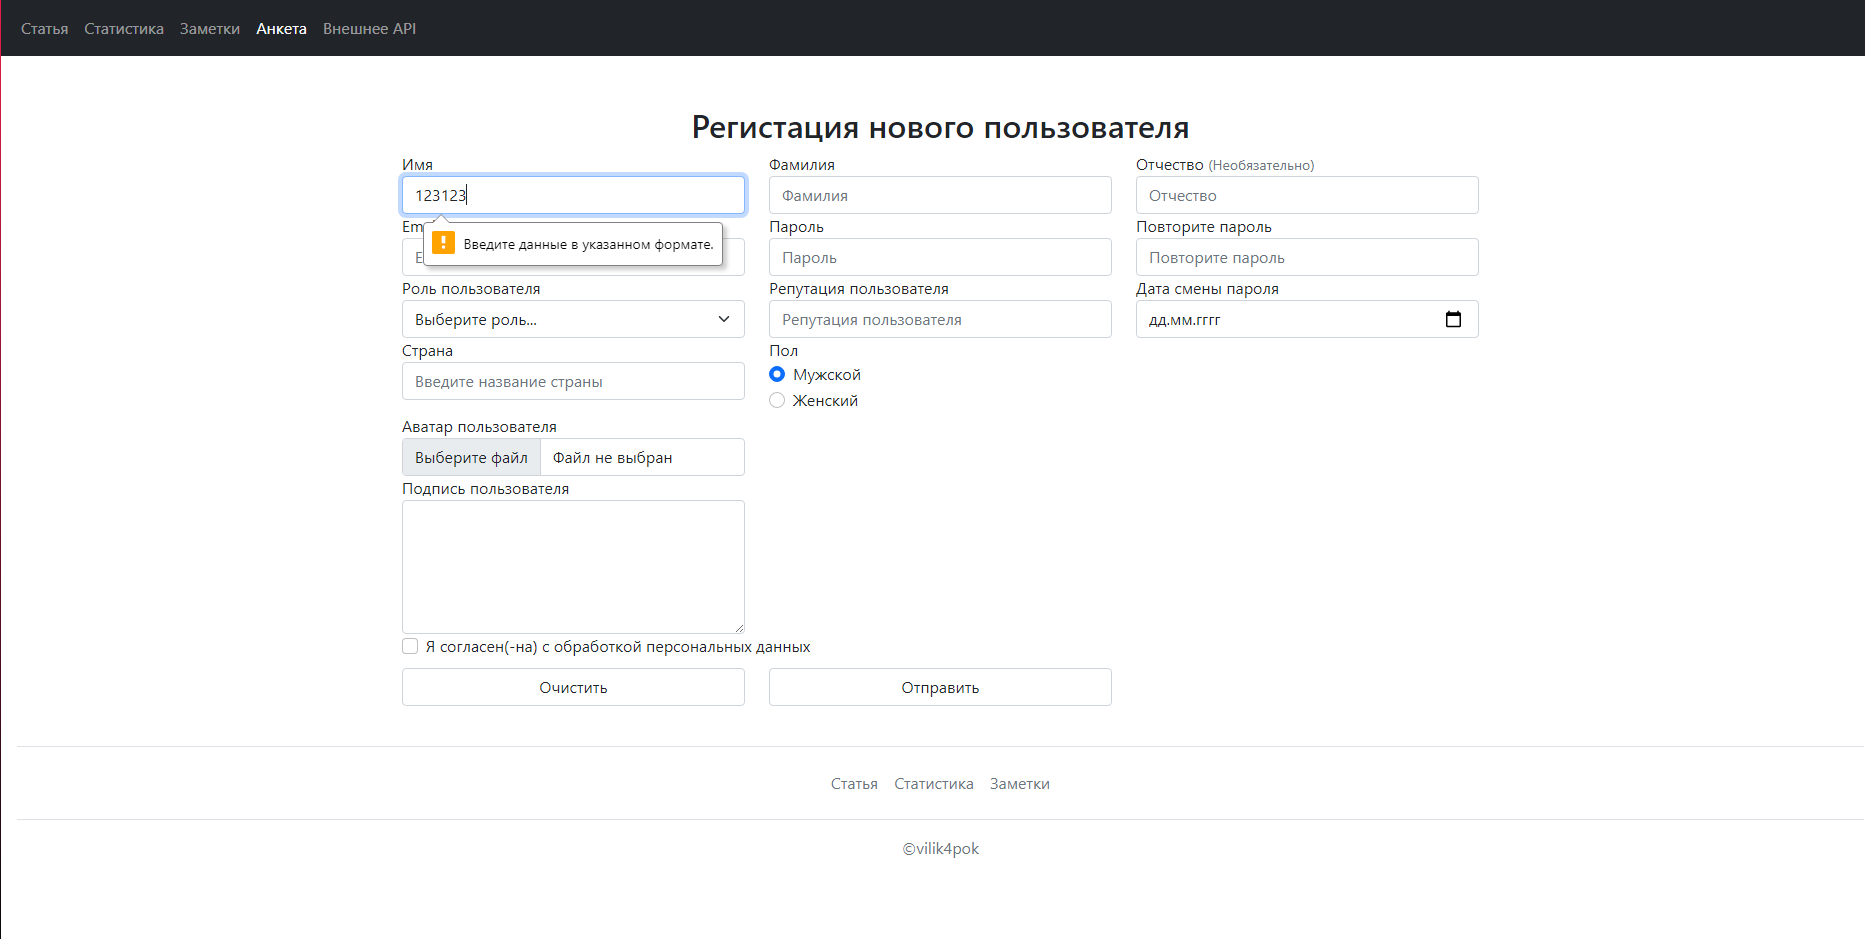 Статья Статистика Заметки Анкета Внешнее API
Регистация нового пользователя
Имя Фамилия Отчество (Необязательно)
123123 Фамилия Отчество
Em Пароль Повторите пароль
Введите данные в указанном формате.
E Пароль Повторите пароль
Роль пользователя Репутация пользователя Дата смены пароля
Выберите роль... Репутация пользователя дд.мм.гггг
Страна Пол
Введите название страны Мужской
Женский
Аватар пользователя
Выберите файл Файл не выбран
Подпись пользователя
Я согласен(-на) с обработкой персональных данных
Очистить Отправить
Статья Статистика Заметки
©vilik4pok